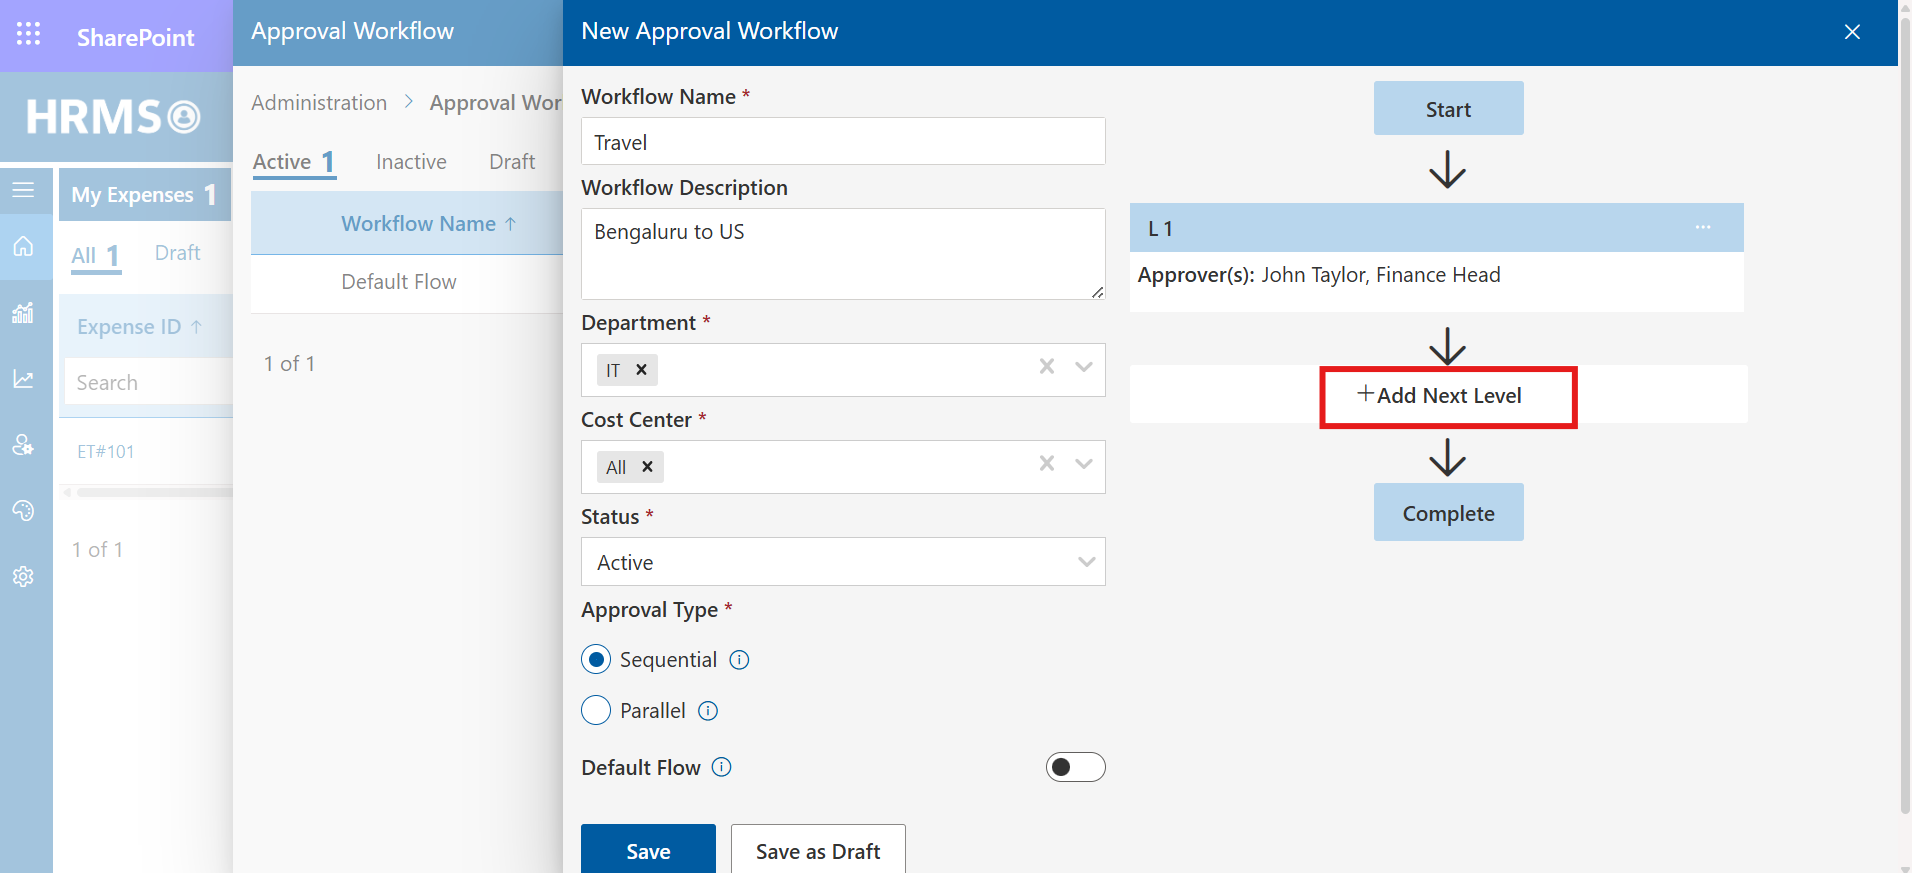 SharePoint
HRMS
My Expenses 1
All 1
Draft
Expense ID ↑
Search
ET#101
1 of 1
Approval Workflow
Administration > Approval Wor
Active 1
Inactive
Draft
Workflow Name ↑
Default Flow
1 of 1
New Approval Workflow
Workflow Name *
Travel
Workflow Description
Bengaluru to US
Department *
IT
Cost Center *
All
Status *
Active
Approval Type *
Sequential
Parallel
Default Flow
Save
Save as Draft
Start
L 1
Approver(s): John Taylor, Finance Head
+Add Next Level
Complete